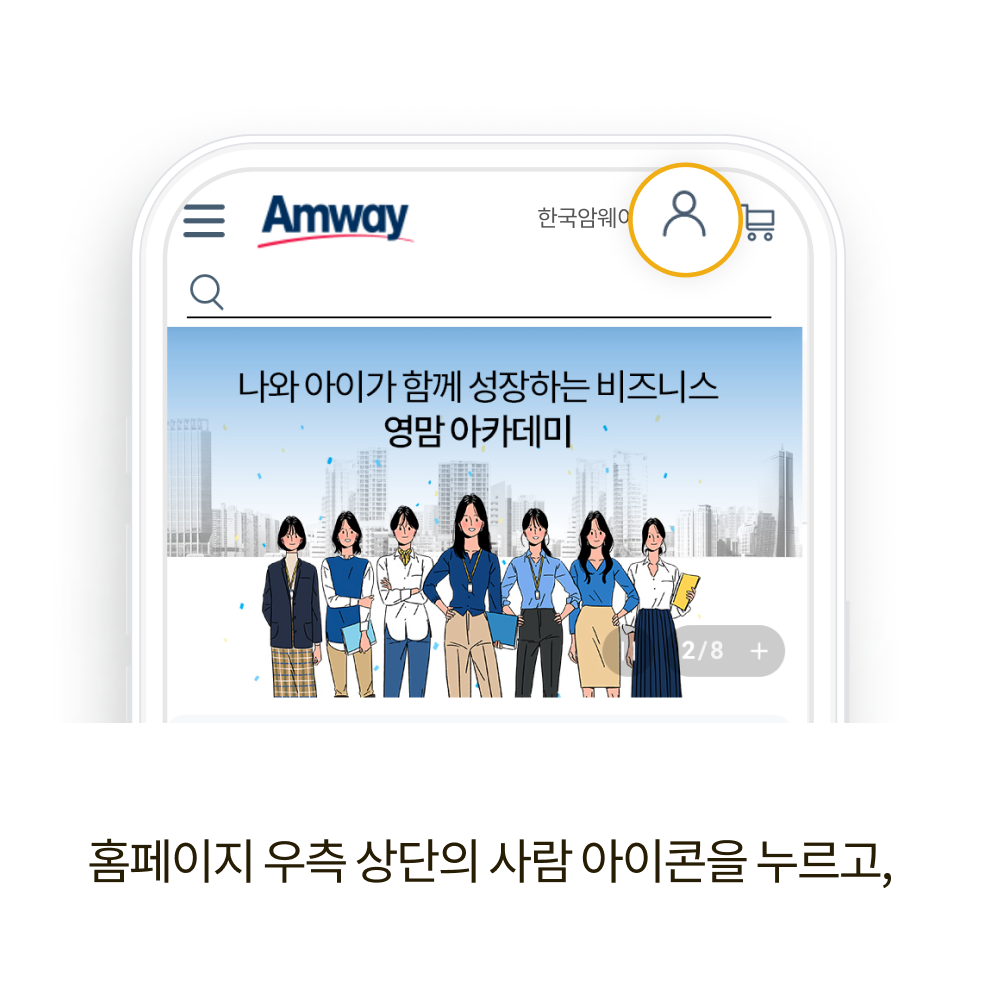 Amway
한국암웨이
나와 아이가 함께 성장하는 비즈니스
영맘 아카데미
2/8 +
홈페이지 우측 상단의 사람 아이콘을 누르고,